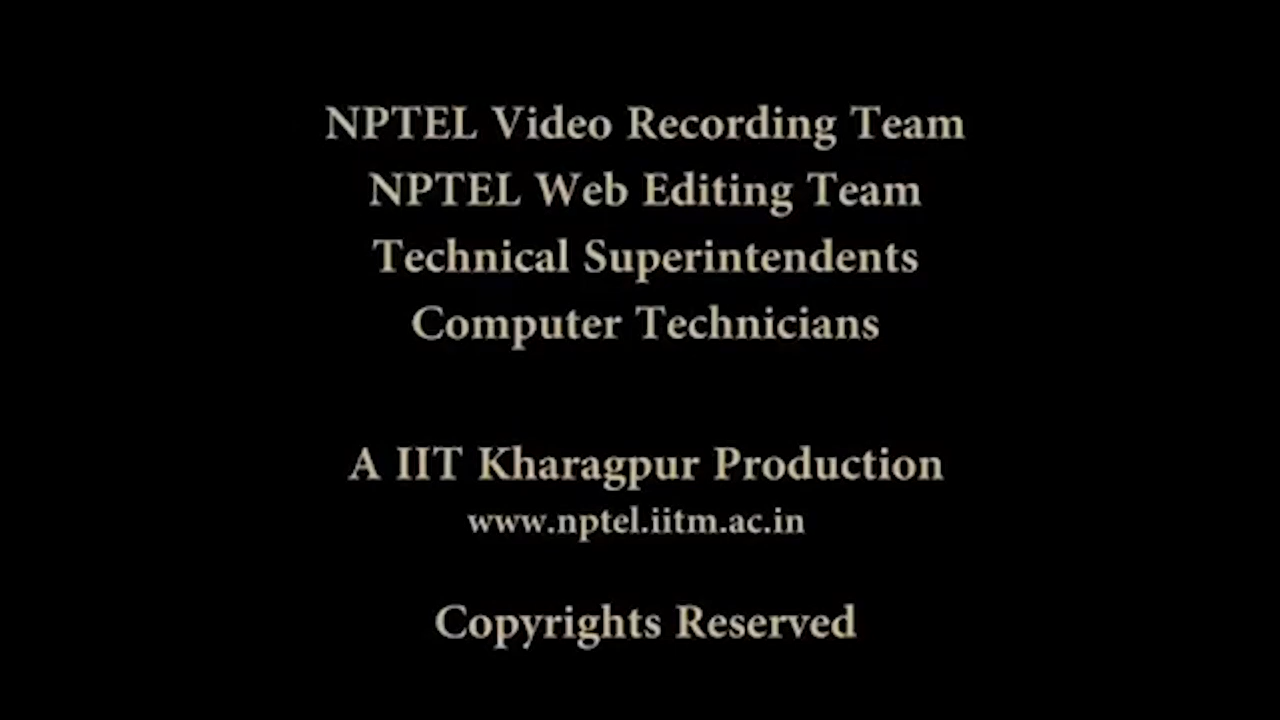 NPTEL Video Recording Team
NPTEL Web Editing Team
Technical Superintendents
Computer Technicians
A IIT Kharagpur Production
www.nptel.iitm.ac.in
Copyrights Reserved